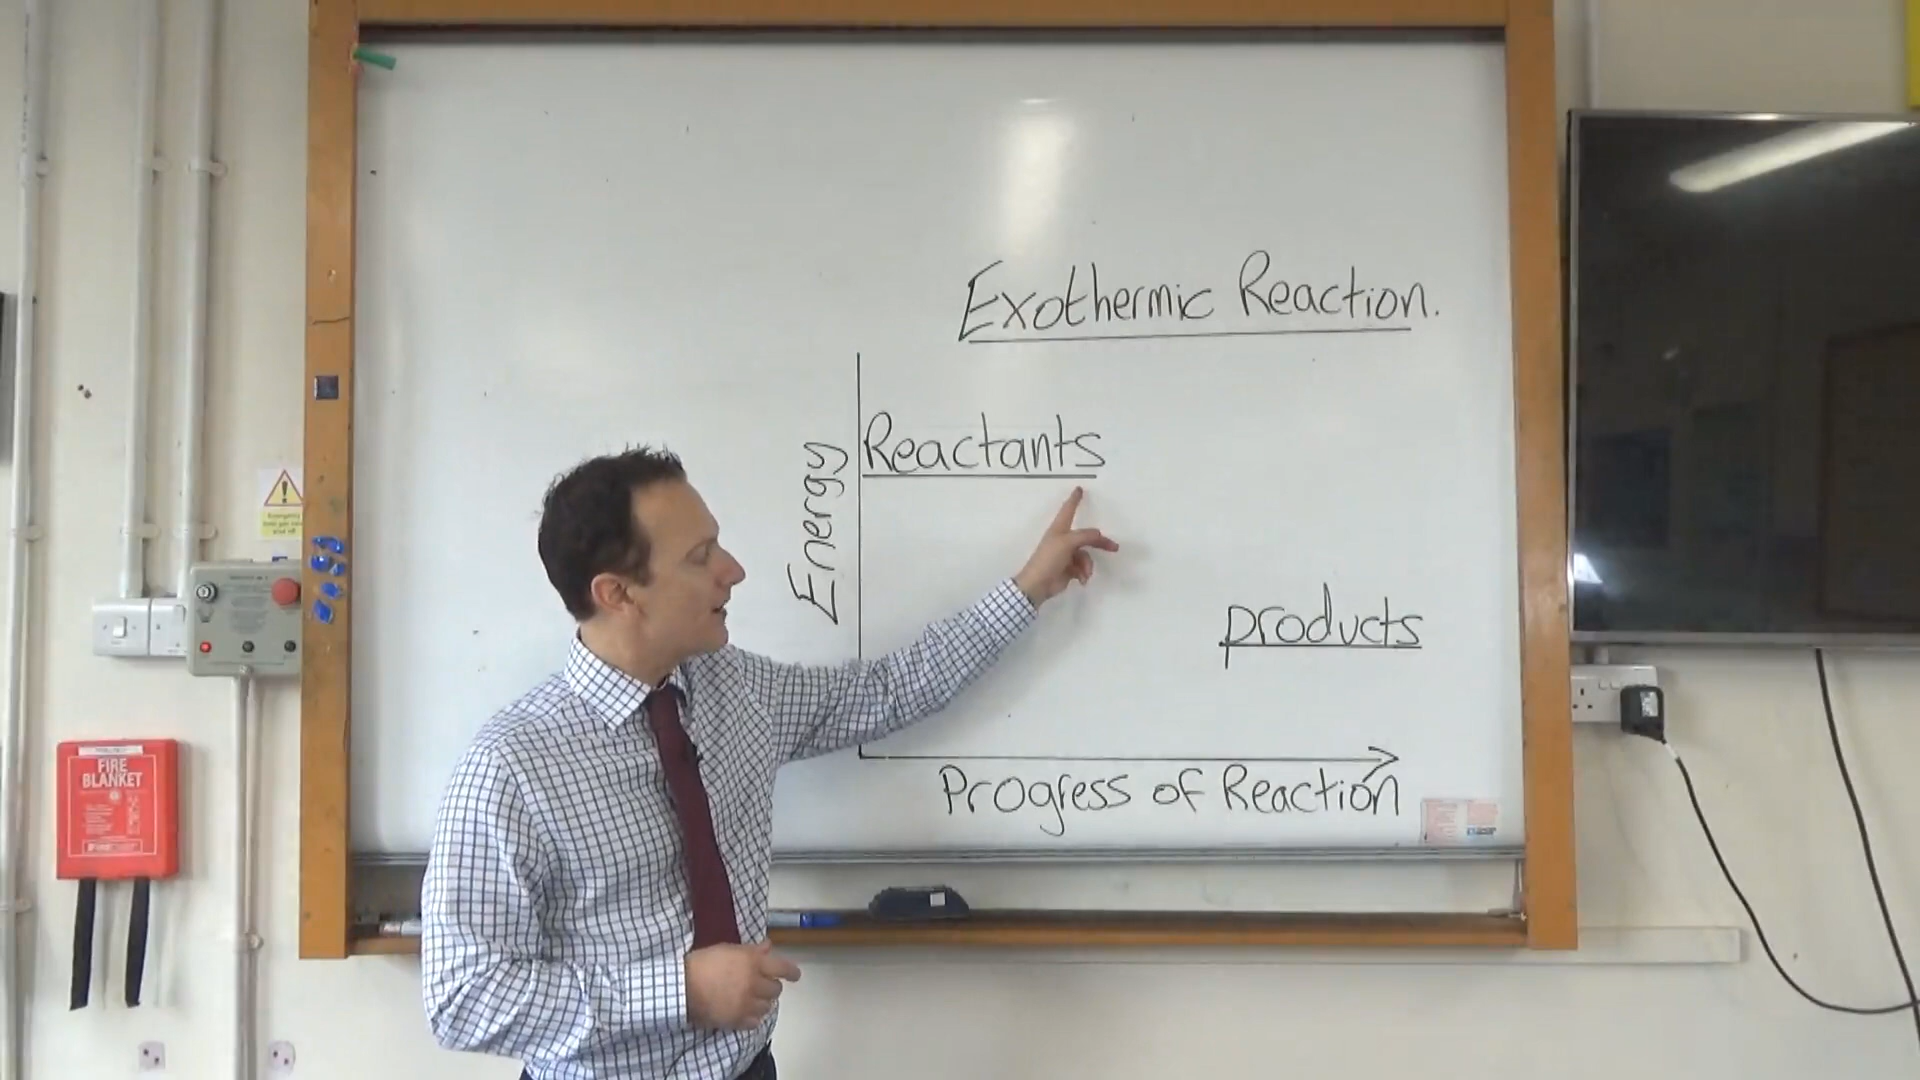 Exothermic Reaction.
Reactants
Energy
products
Progress of Reaction
FIRE
BLANKET